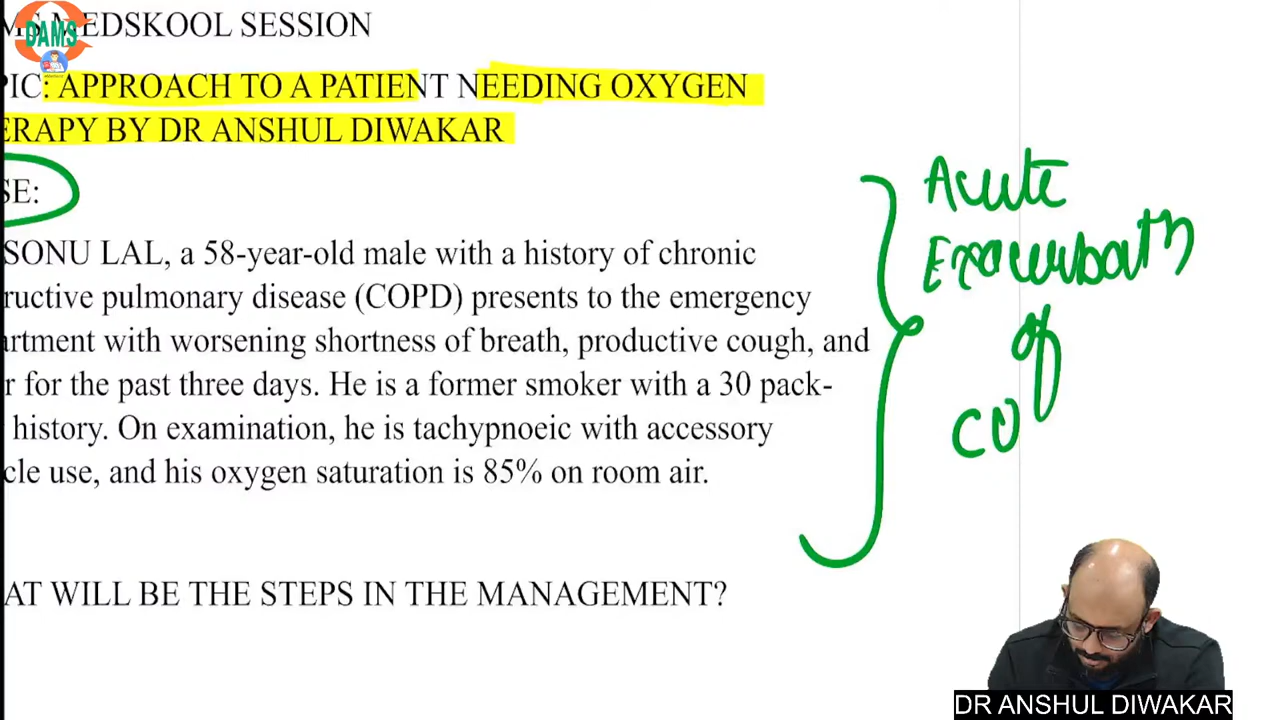 MS MEDSKOOL SESSION
DAMS
PIC: APPROACH TO A PATIENT NEEDING OXYGEN
ERAPY BY DR ANSHUL DIWAKAR
SE:
SONU LAL, a 58-year-old male with a history of chronic
ructive pulmonary disease (COPD) presents to the emergency
artment with worsening shortness of breath, productive cough, and
r for the past three days. He is a former smoker with a 30 pack-
history. On examination, he is tachypnoeic with accessory
cle use, and his oxygen saturation is 85% on room air.
AT WILL BE THE STEPS IN THE MANAGEMENT?
Acute
of
CO
DR ANSHUL DIWAKAR